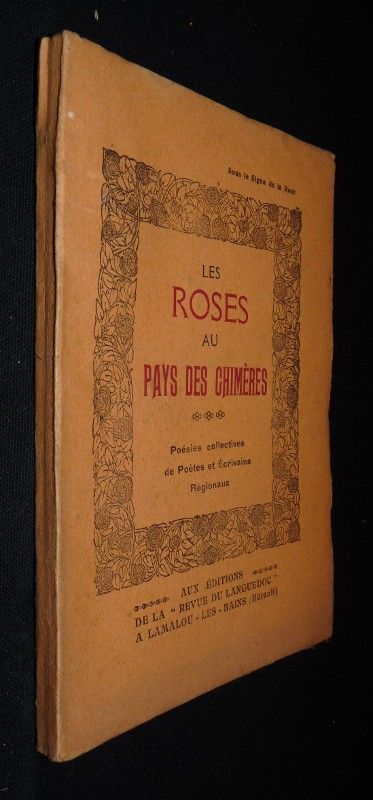 Sous le Signe de la Rose
LES
ROSES
AU
PAYS DES CHIMÈRES
Poésies collectives
de Poètes et Écrivains
Régionaux
AUX ÉDITIONS
DE LA "REVUE DU LANGUEDOC"
A LAMALOU - LES - BAINS (Hérault)